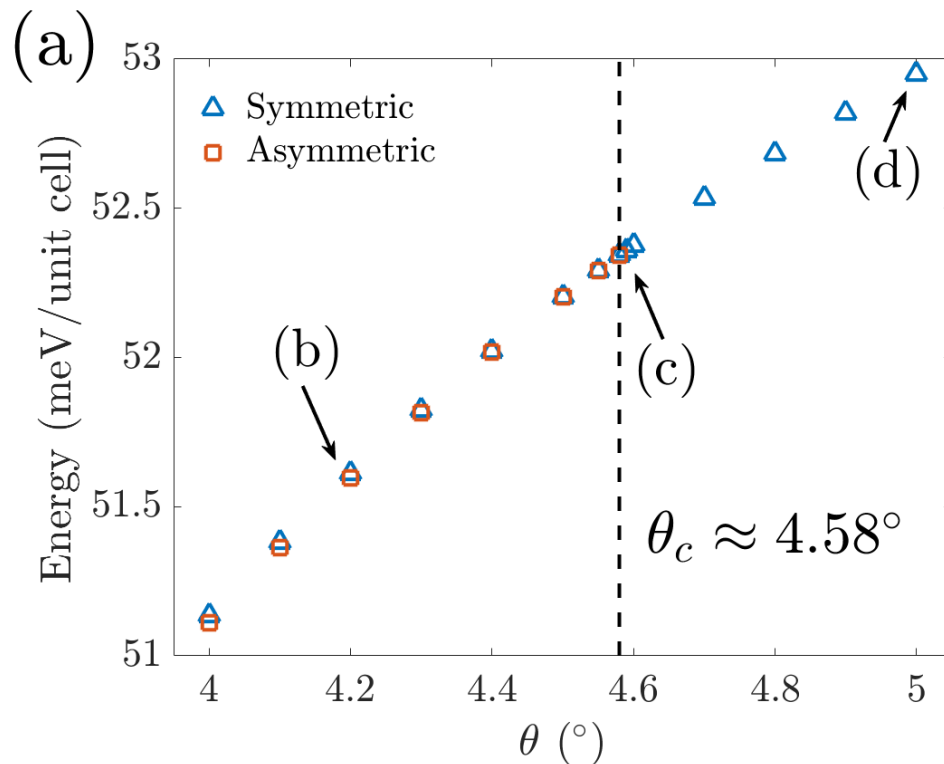 (a)
53
52.5
52
51.5
51
Energy (meV/unit cell)
Symmetric
Asymmetric
(d)
(b)
(c)
θc ≈ 4.58°
4 4.2 4.4 4.6 4.8 5
θ (°)